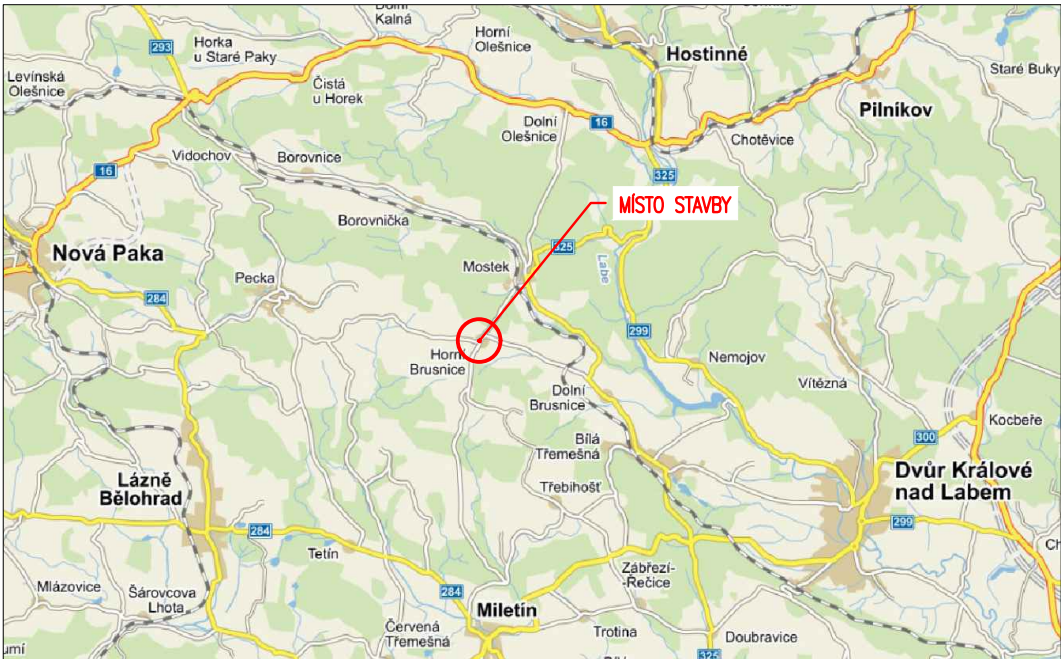 Dolní
Kalná
293
Horka
u Staré Paky
Horní
Olešnice
Hostinné
Levínská
Olešnice
Čistá
u Horek
Staré Buky
Pilníkov
Dolní
Olešnice
16
Chotěvice
Vidochov
Borovnice
16
325
MÍSTO STAVBY
Borovnička
Nová Paka
325
Labe
Mostek
Pecka
284
299
Horní
Brusnice
Nemojov
Vítězná
Dolní
Brusnice
Kocbeře
300
Bílá
Třemešná
Dvůr Králové
nad Labem
Lázně
Bělohrad
Třebihošť
299
284
Tetín
Ch
Zábřezí-
-Řečice
Mlázovice
Šárovcova
Lhota
284
Miletín
Červená
Třemešná
Trotina
Doubravice
umí
325